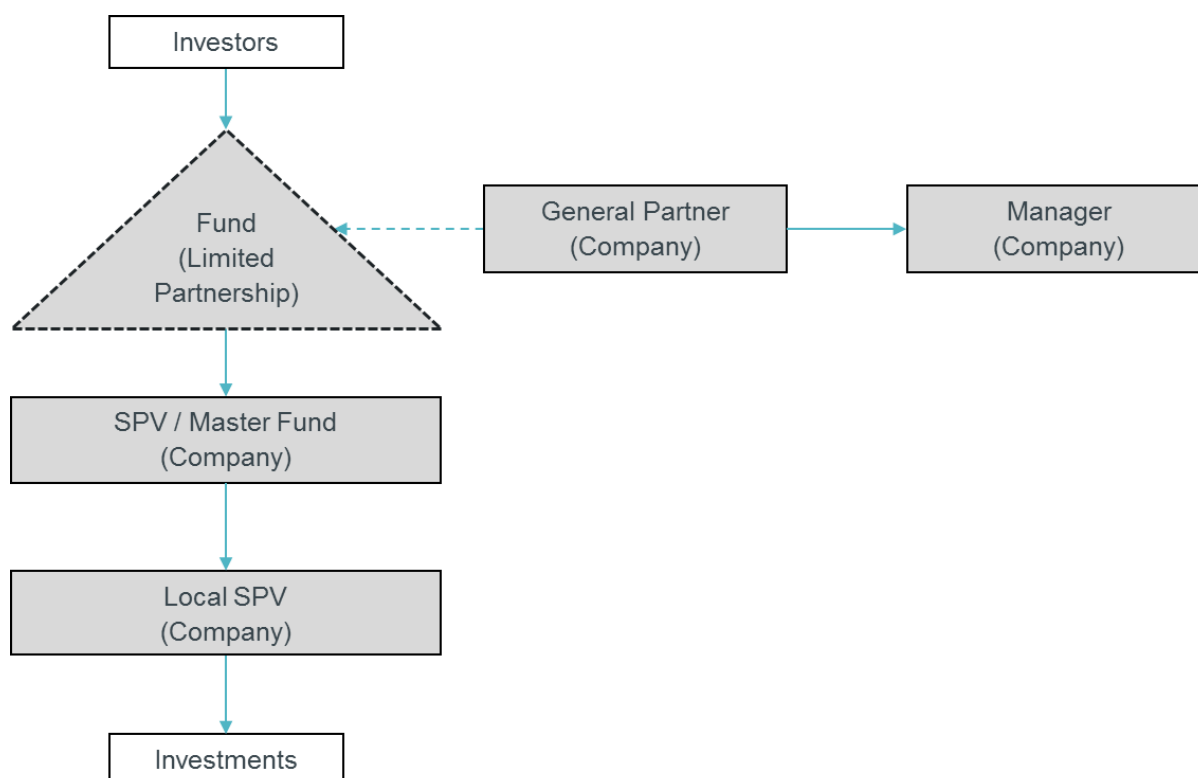 Investors
Fund
(Limited
Partnership)
General Partner
(Company)
Manager
(Company)
SPV / Master Fund
(Company)
Local SPV
(Company)
Investments